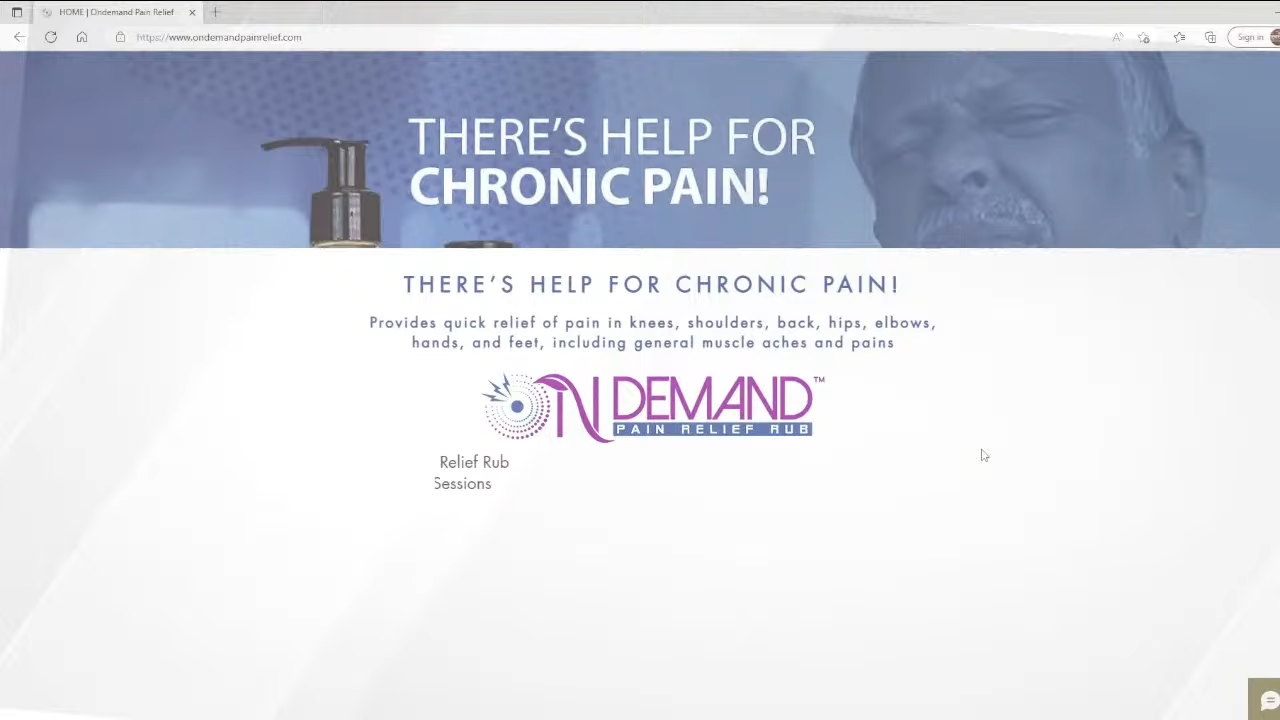 HOME | Ondemand Pain Relief
https://www.ondemandpainrelief.com
Sign in
THERE'S HELP FOR
CHRONIC PAIN!
THERE'S HELP FOR CHRONIC PAIN!
Provides quick relief of pain in knees, shoulders, back, hips, elbows,
hands, and feet, including general muscle aches and pains
ON DEMAND™
PAIN RELIEF RUB
Relief Rub
Sessions